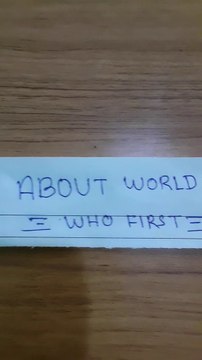 ABOUT WORLD
= WHO FIRST =